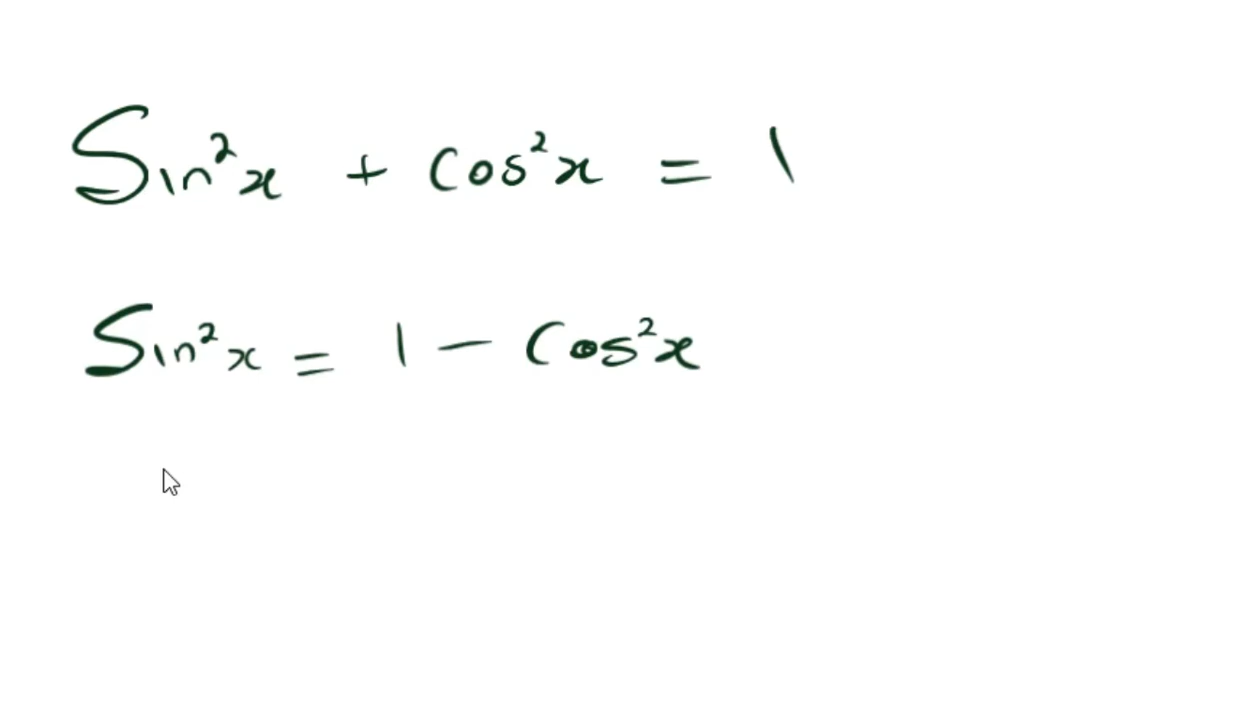 Sin²x + Cos²x = 1
Sin²x = 1 - Cos²x